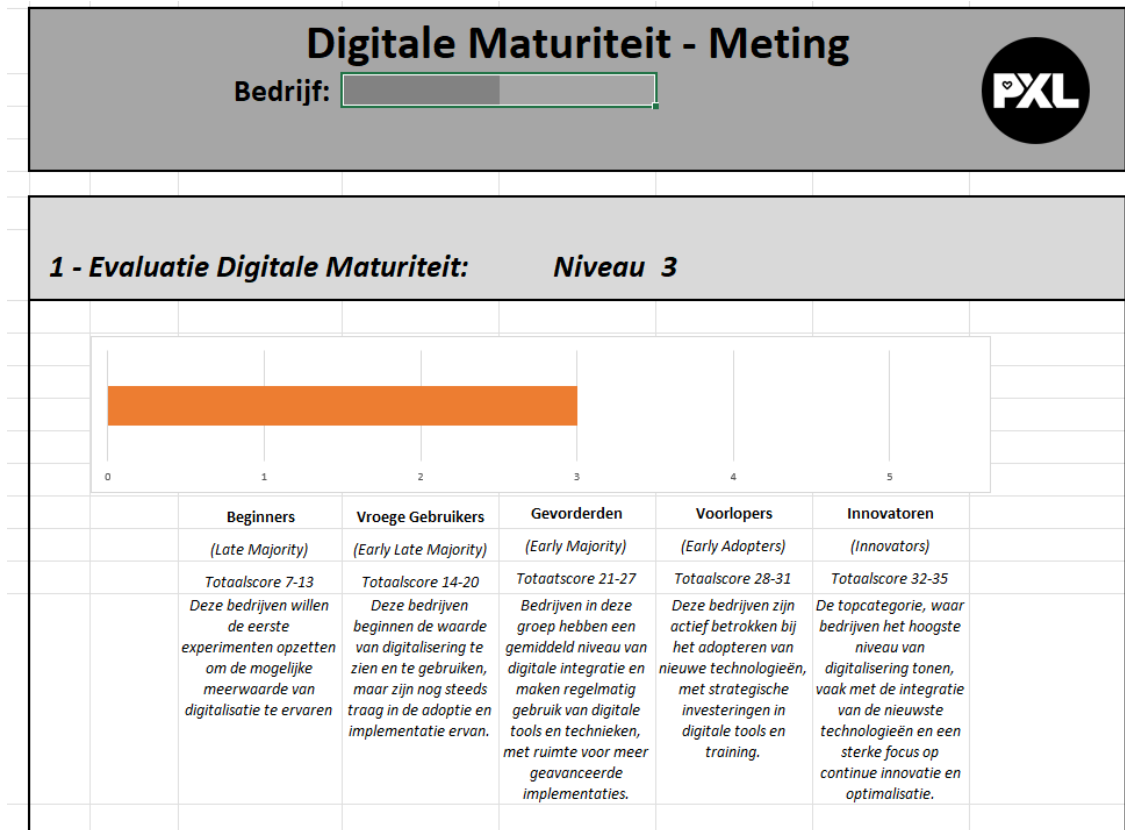 Digitale Maturiteit - Meting
Bedrijf:
PXL
1 - Evaluatie Digitale Maturiteit: Niveau 3
0 1 2 3 4 5
Beginners
(Late Majority)
Totaalscore 7-13
Deze bedrijven willen
de eerste
experimenten opzetten
om de mogelijke
meerwaarde van
digitalisatie te ervaren
Vroege Gebruikers
(Early Late Majority)
Totaalscore 14-20
Deze bedrijven
beginnen de waarde
van digitalisering te
zien en te gebruiken,
maar zijn nog steeds
traag in de adoptie en
implementatie ervan.
Gevorderden
(Early Majority)
Totaatscore 21-27
Bedrijven in deze
groep hebben een
gemiddeld niveau van
digitale integratie en
maken regelmatig
gebruik van digitale
tools en technieken,
met ruimte voor meer
geavanceerde
implementaties.
Voorlopers
(Early Adopters)
Totaalscore 28-31
Deze bedrijven zijn
actief betrokken bij
het adopteren van
nieuwe technologieën,
met strategische
investeringen in
digitale tools en
training.
Innovatoren
(Innovators)
Totaalscore 32-35
De topcategorie, waar
bedrijven het hoogste
niveau van
digitalisering tonen,
vaak met de integratie
van de nieuwste
technologieën en een
sterke focus op
continue innovatie en
optimalisatie.